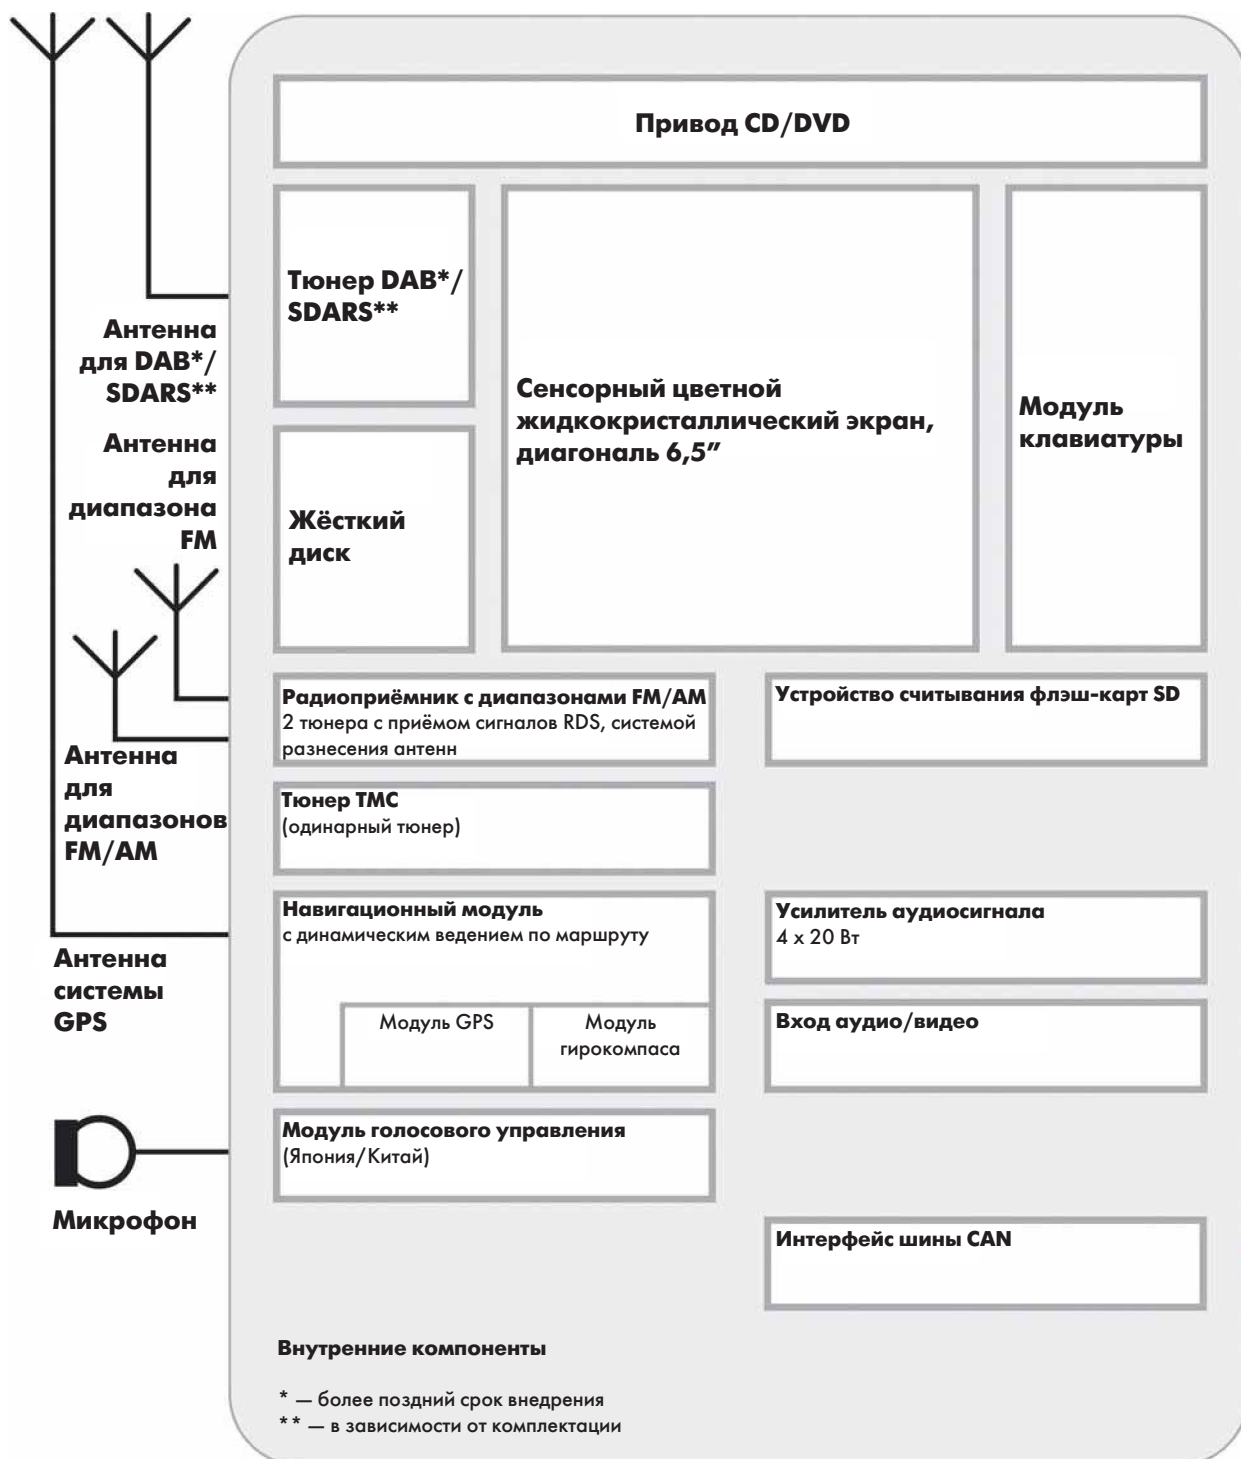 Привод CD/DVD
Тюнер DAB*/
SDARS**
Антенна
для DAB*/
SDARS**
Сенсорный цветной
жидкокристаллический экран,
диагональ 6,5”
Модуль
клавиатуры
Антенна
для
диапазона
FM
Жёсткий
диск
Радиоприёмник с диапазонами FM/AM
2 тюнера с приёмом сигналов RDS, системой
разнесения антенн
Устройство считывания флэш-карт SD
Антенна
для
диапазонов
FM/AM
Тюнер TMC
(одинарный тюнер)
Навигационный модуль
с динамическим ведением по маршруту
Модуль GPS
Модуль
гирокомпаса
Усилитель аудиосигнала
4 x 20 Вт
Антенна
системы
GPS
Вход аудио/видео
Модуль голосового управления
(Япония/Китай)
Микрофон
Интерфейс шины CAN
Внутренние компоненты
* — более поздний срок внедрения
** — в зависимости от комплектации